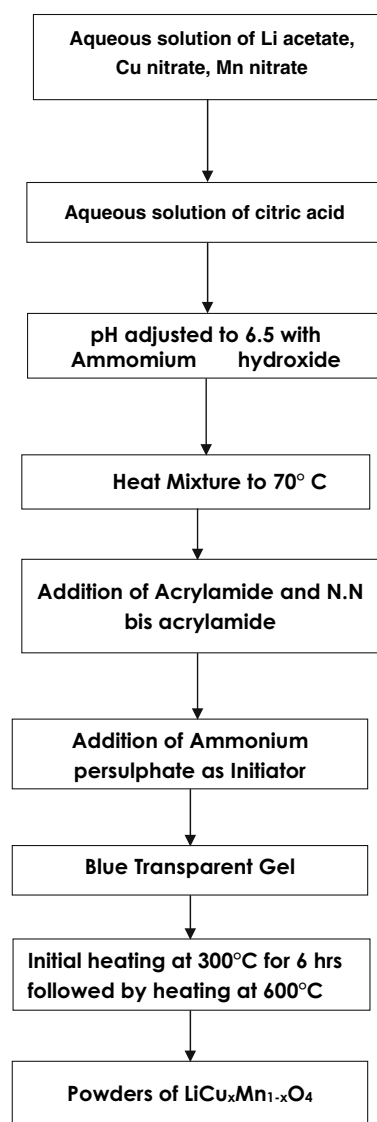 Aqueous solution of Li acetate,
Cu nitrate, Mn nitrate
Aqueous solution of citric acid
pH adjusted to 6.5 with
Ammomium hydroxide
Heat Mixture to 70° C
Addition of Acrylamide and N.N
bis acrylamide
Addition of Ammonium
persulphate as Initiator
Blue Transparent Gel
Initial heating at 300°C for 6 hrs
followed by heating at 600°C
Powders of LiCuₓMn₁₋ₓO₄